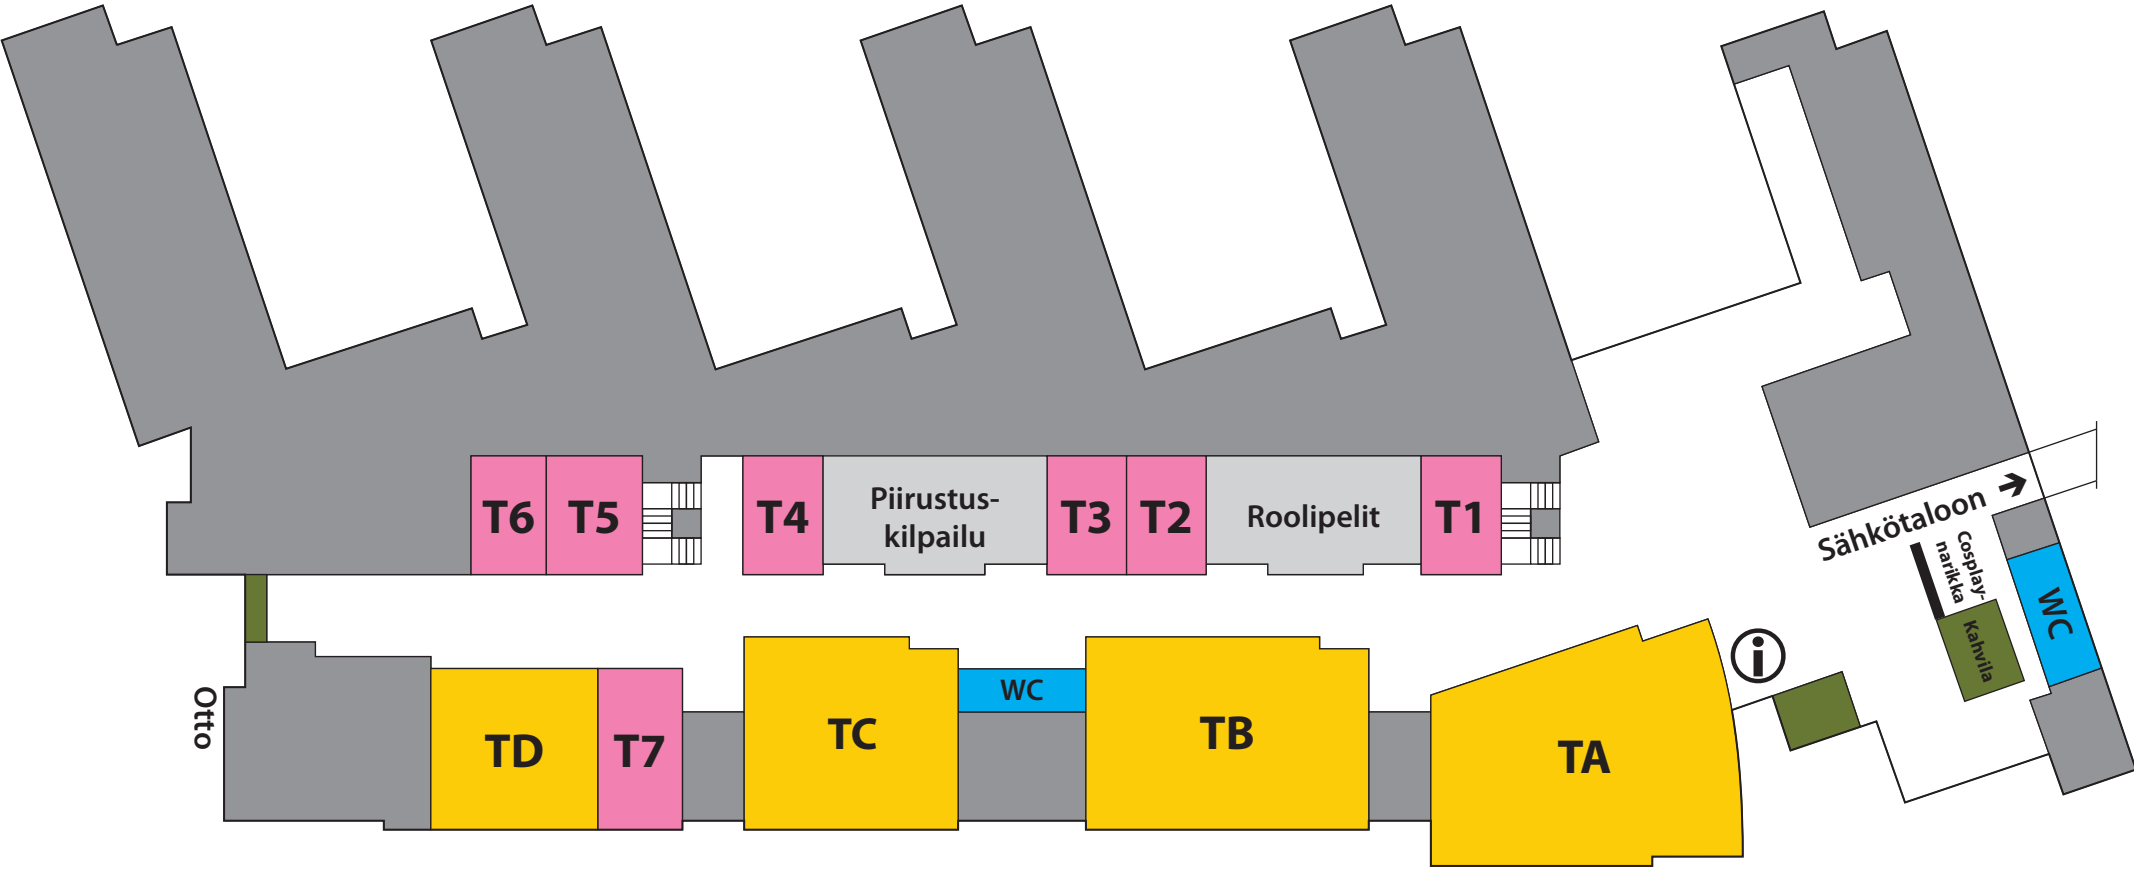 T6
T5
T4
Piirustus-
kilpailu
T3
T2
Roolipelit
T1
Sähkötaloon
Cosplay-
narikka
Kahvila
WC
Otto
TD
T7
TC
WC
TB
TA
i